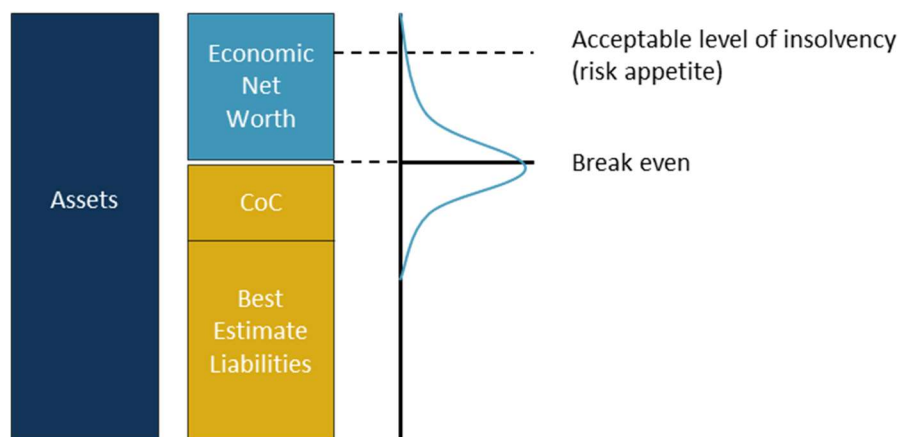 Assets
Economic
Net
Worth
CoC
Best
Estimate
Liabilities
Acceptable level of insolvency
(risk appetite)
Break even